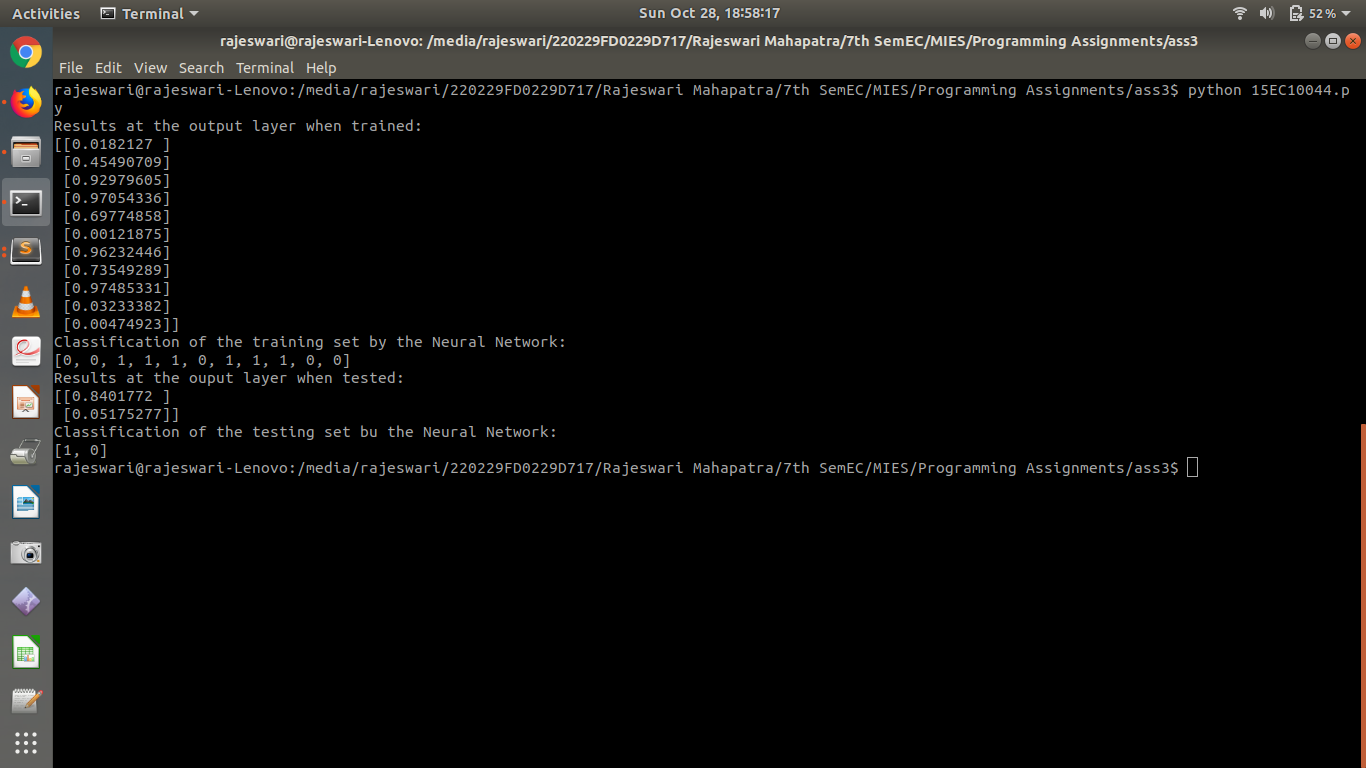 Activities Terminal Sun Oct 28, 18:58:17 52%
rajeswari@rajeswari-Lenovo: /media/rajeswari/220229FD0229D717/Rajeswari Mahapatra/7th SemEC/MIES/Programming Assignments/ass3
File Edit View Search Terminal Help
rajeswari@rajeswari-Lenovo:/media/rajeswari/220229FD0229D717/Rajeswari Mahapatra/7th SemEC/MIES/Programming Assignments/ass3$ python 15EC10044.p
y
Results at the output layer when trained:
[[0.0182127 ]
 [0.45490709]
 [0.92979605]
 [0.97054336]
 [0.69774858]
 [0.00121875]
 [0.96232446]
 [0.73549289]
 [0.97485331]
 [0.03233382]
 [0.00474923]]
Classification of the training set by the Neural Network:
[0, 0, 1, 1, 1, 0, 1, 1, 1, 0, 0]
Results at the ouput layer when tested:
[[0.8401772 ]
 [0.05175277]]
Classification of the testing set bu the Neural Network:
[1, 0]
rajeswari@rajeswari-Lenovo:/media/rajeswari/220229FD0229D717/Rajeswari Mahapatra/7th SemEC/MIES/Programming Assignments/ass3$